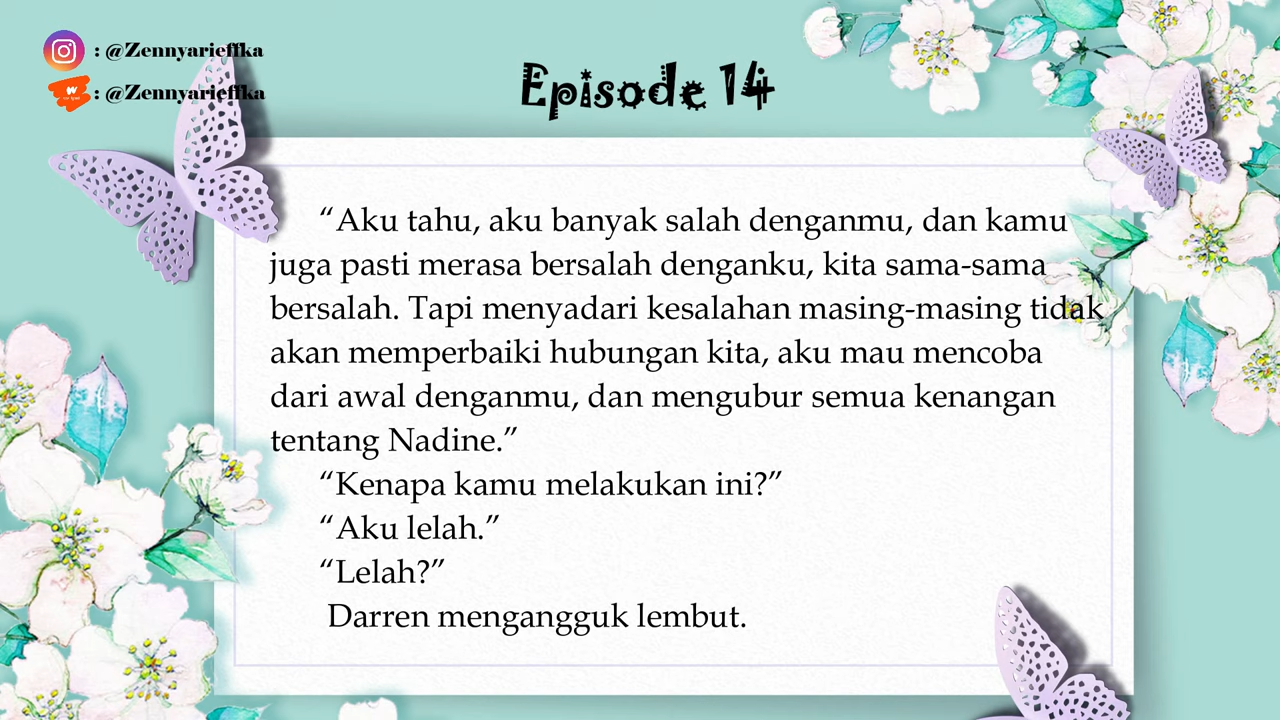 : @Zennyarieffka
: @Zennyarieffka
Episode 14
“Aku tahu, aku banyak salah denganmu, dan kamu
juga pasti merasa bersalah denganku, kita sama-sama
bersalah. Tapi menyadari kesalahan masing-masing tidak
akan memperbaiki hubungan kita, aku mau mencoba
dari awal denganmu, dan mengubur semua kenangan
tentang Nadine.”
“Kenapa kamu melakukan ini?”
“Aku lelah.”
“Lelah?”
Darren mengangguk lembut.